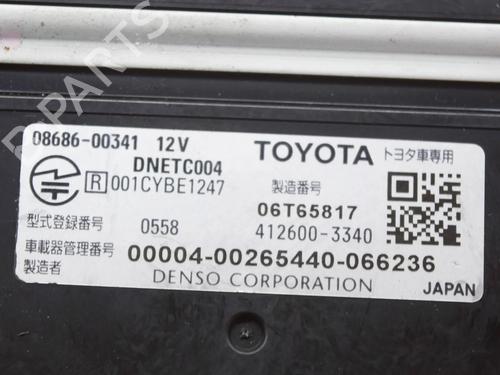 B-PARTS
08686-00341 12V
TOYOTA トヨタ車専用
DNETC004
R 001CYBE1247
製造番号
06T65817
型式登録番号 0558
412600-3340
車載器管理番号 00004-00265440-066236
製造者 DENSO CORPORATION
JAPAN